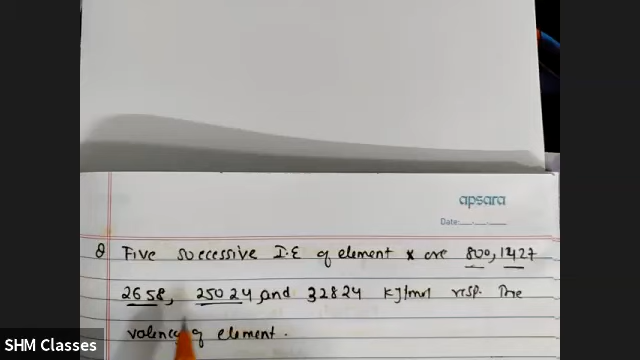 apsara
Date:
Q Five successive I.E of element x are 800, 1427
2658, 25024 and 32824 kJ/mol resp. The
valency of element.
SHM Classes